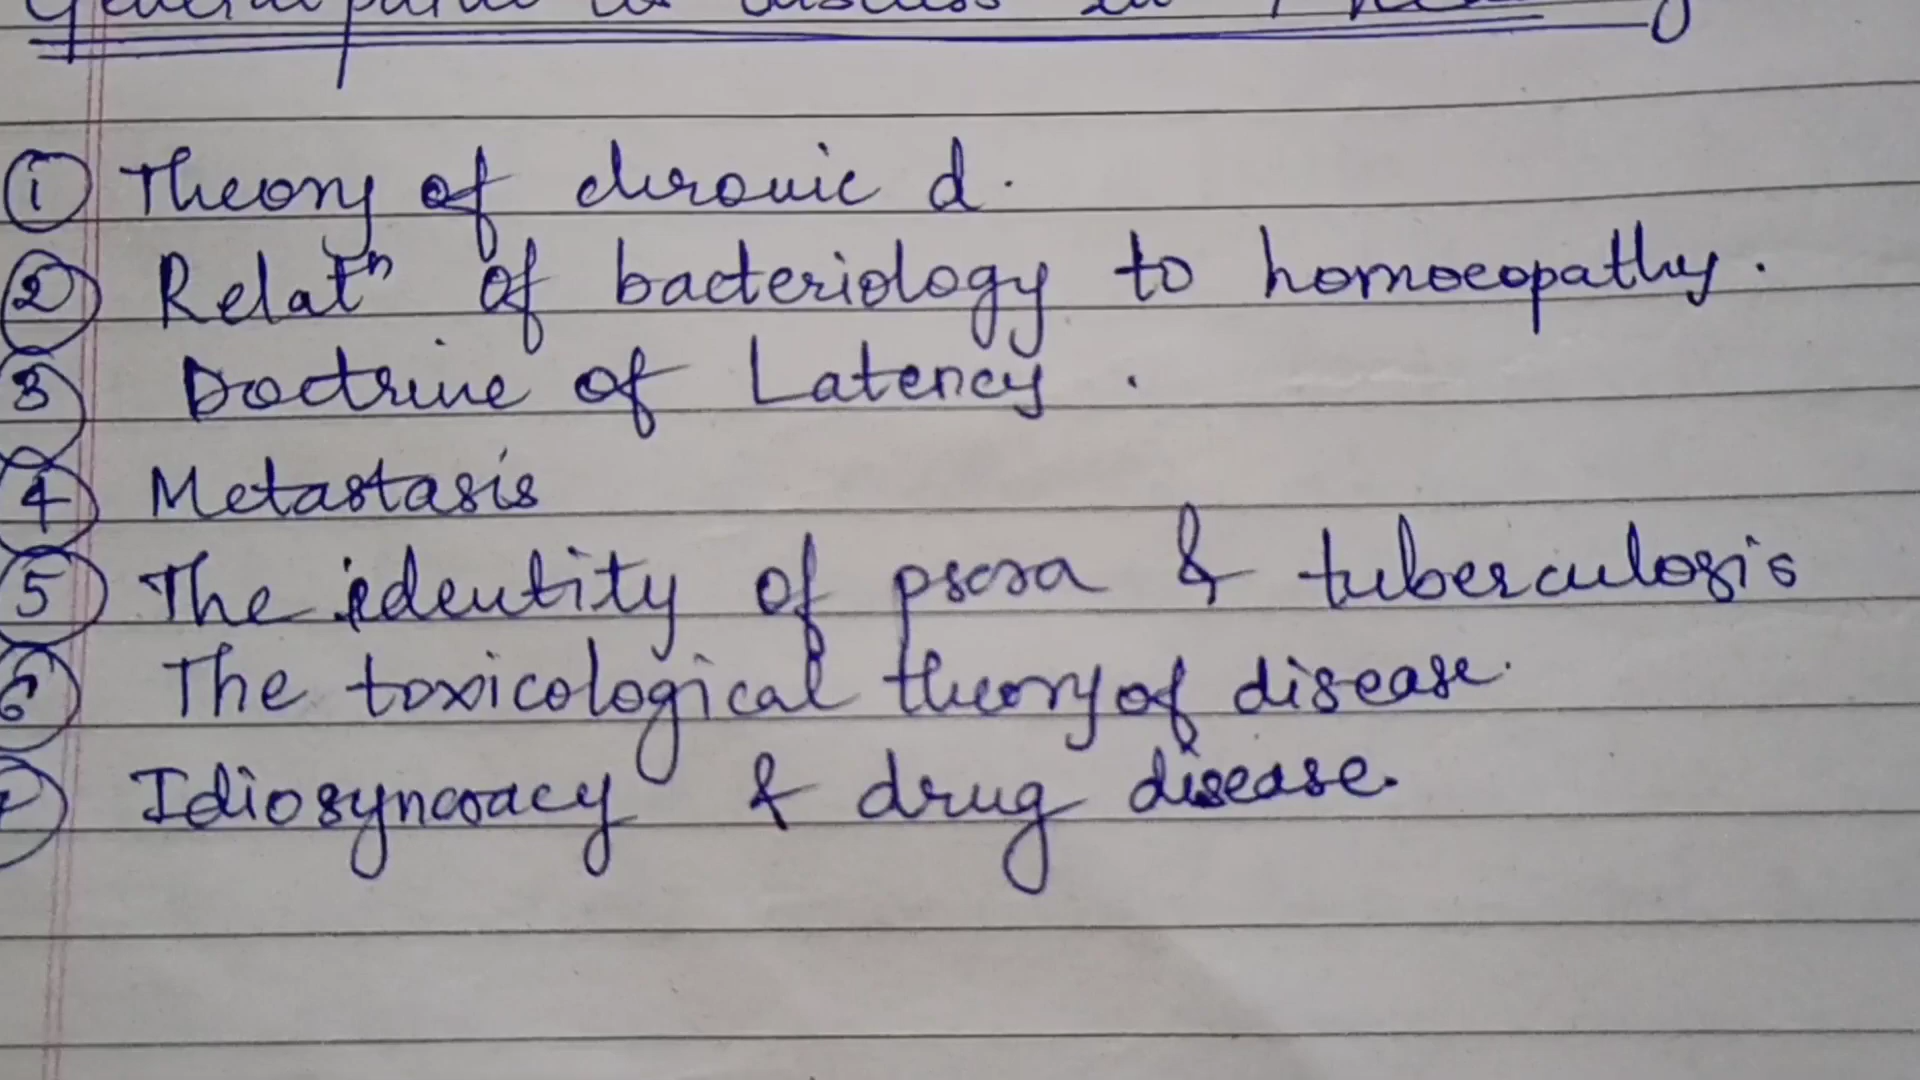 General
① Theory of chronic d.
② Relatⁿ of bacteriology to homoeopathy.
③ Doctrine of Latency.
④ Metastasis
⑤ The identity of psora & tuberculosis
⑥ The toxicological theory of disease.
Idiosyncracy & drug disease.